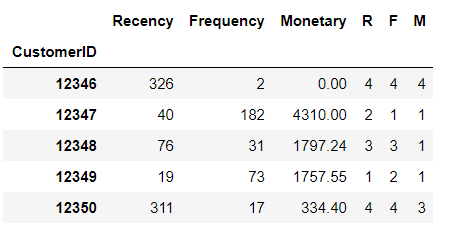 Recency Frequency Monetary R F M
CustomerID
12346 326 2 0.00 4 4 4
12347 40 182 4310.00 2 1 1
12348 76 31 1797.24 3 3 1
12349 19 73 1757.55 1 2 1
12350 311 17 334.40 4 4 3